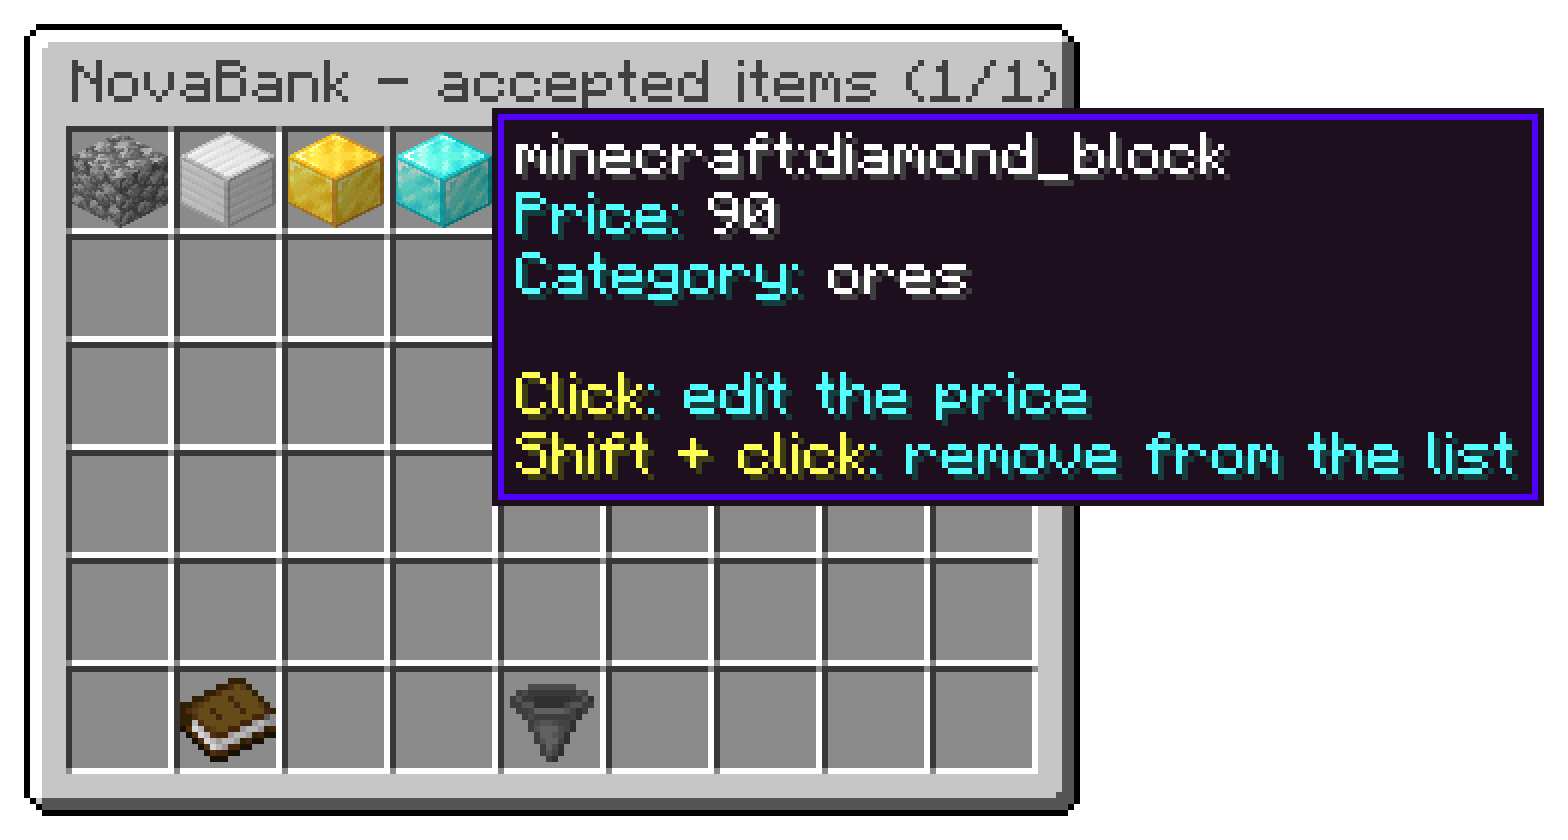 NovaBank - accepted items (1/1)
minecraft:diamond_block
Price: 90
Category: ores
Click: edit the price
Shift + click: remove from the list